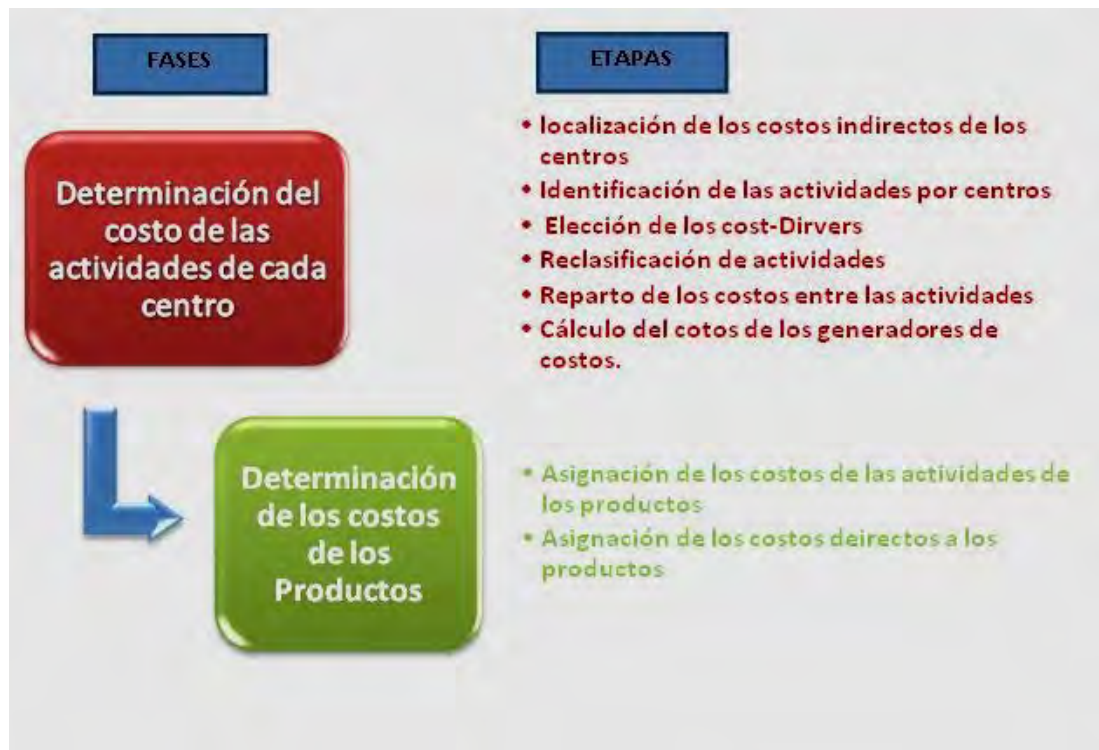 FASES
ETAPAS
Determinación del
costo de las
actividades de cada
centro
• localización de los costos indirectos de los
centros
• Identificación de las actividades por centros
• Elección de los cost-Dirvers
• Reclasificación de actividades
• Reparto de los costos entre las actividades
• Cálculo del cotos de los generadores de
costos.
Determinación
de los costos
de los
Productos
• Asignación de los costos de las actividades de
los productos
• Asignación de los costos deirectos a los
productos